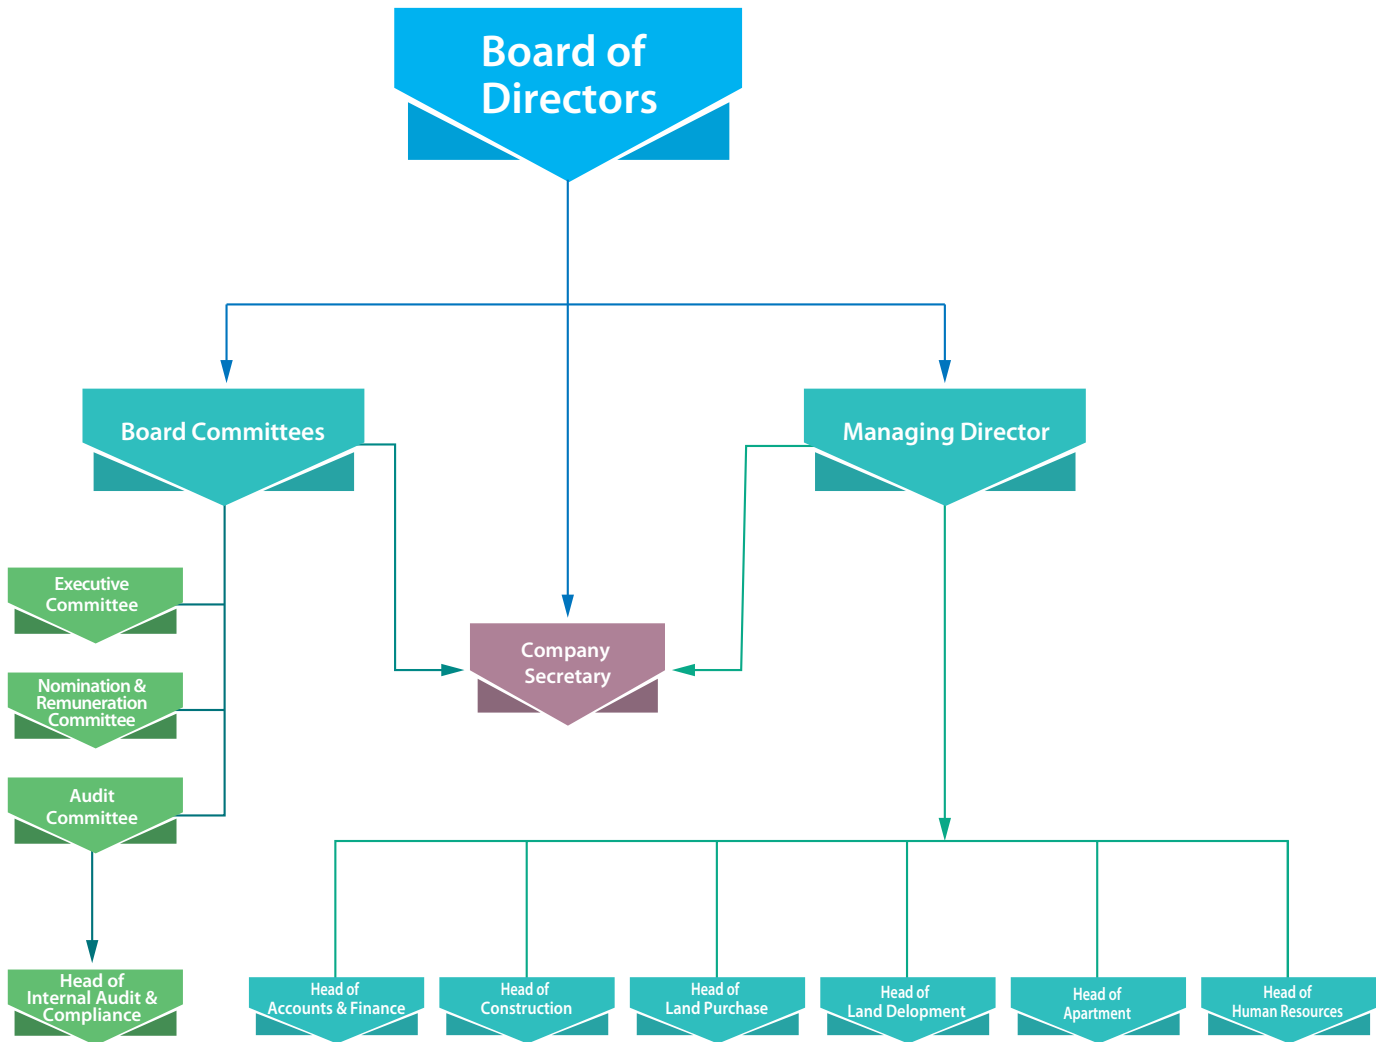 Board of
Directors
Board Committees
Managing Director
Executive
Committee
Company
Secretary
Nomination &
Remuneration
Committee
Audit
Committee
Head of
Internal Audit &
Compliance
Head of
Accounts & Finance
Head of
Construction
Head of
Land Purchase
Head of
Land Delopment
Head of
Apartment
Head of
Human Resources